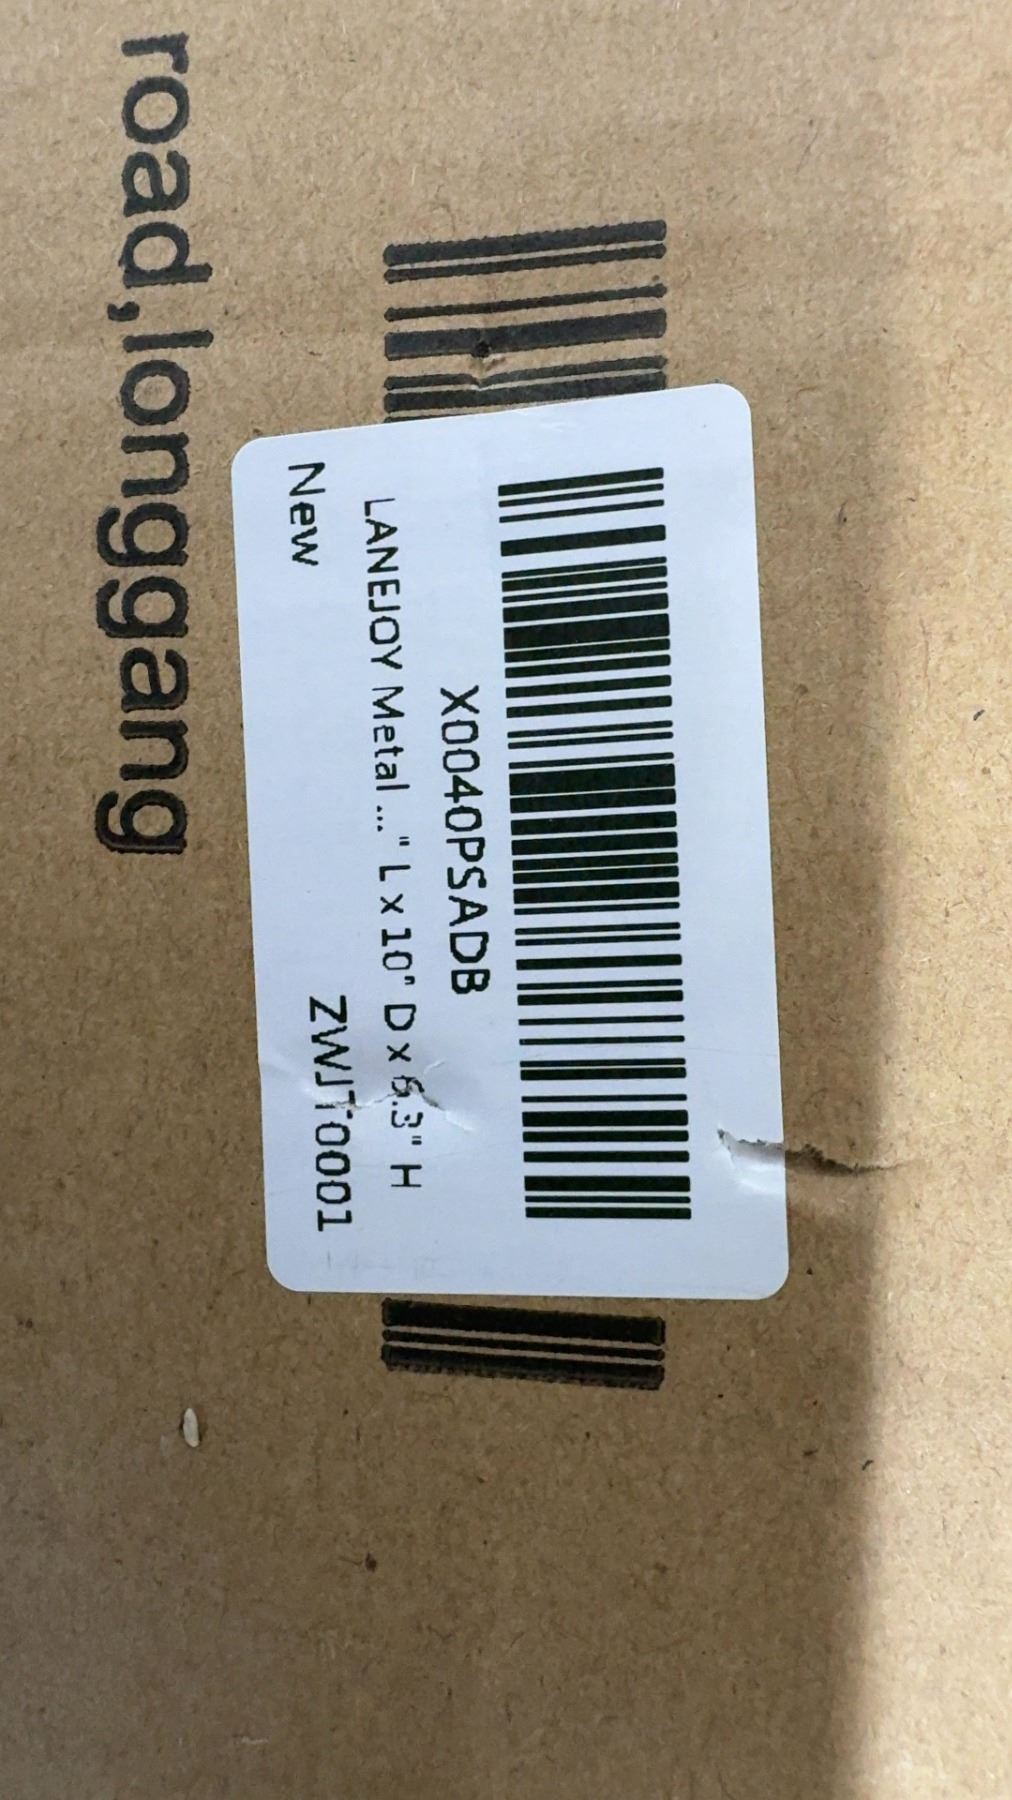 road,longgang
X0040PSADB
LANEJOY Metal ... " L x 10" D x 6.3" H
New
ZWJT0001